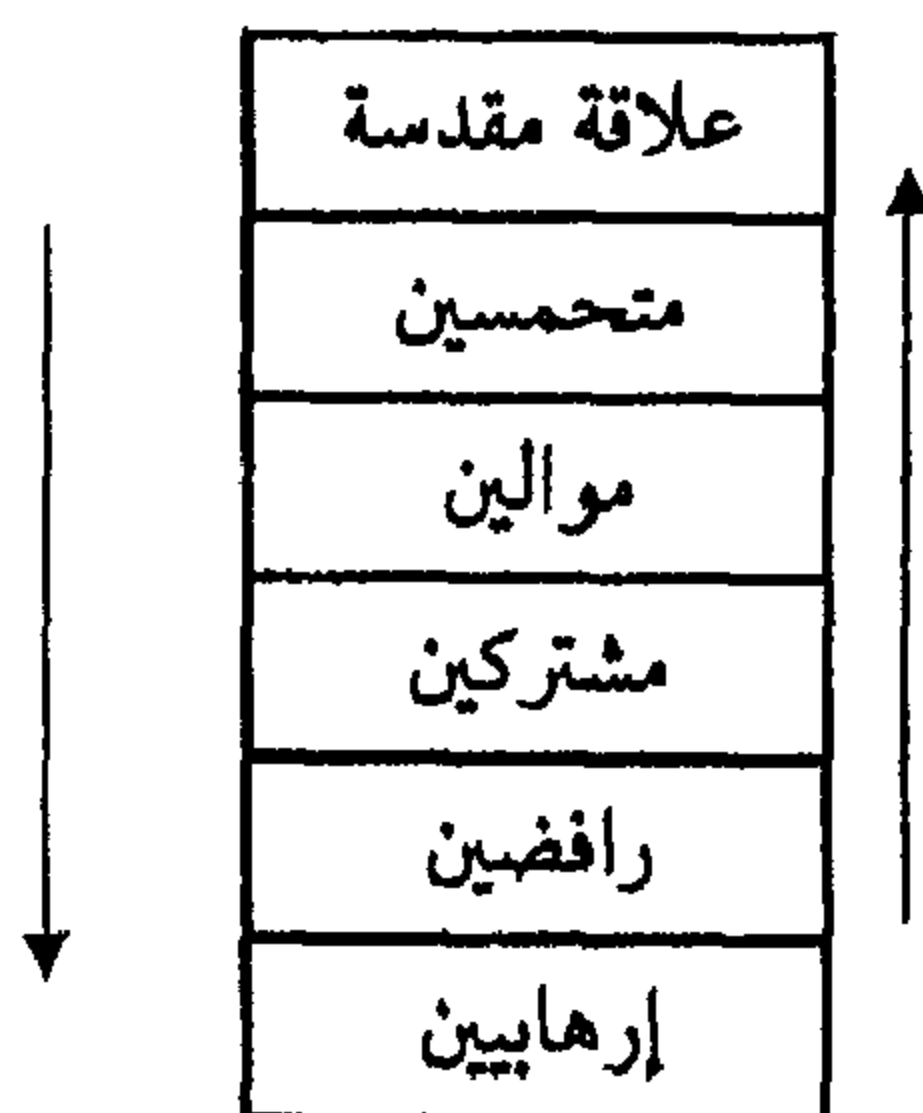 علاقة مقدسة
متحمسين
موالين
مشتركين
رافضين
إرهابيين